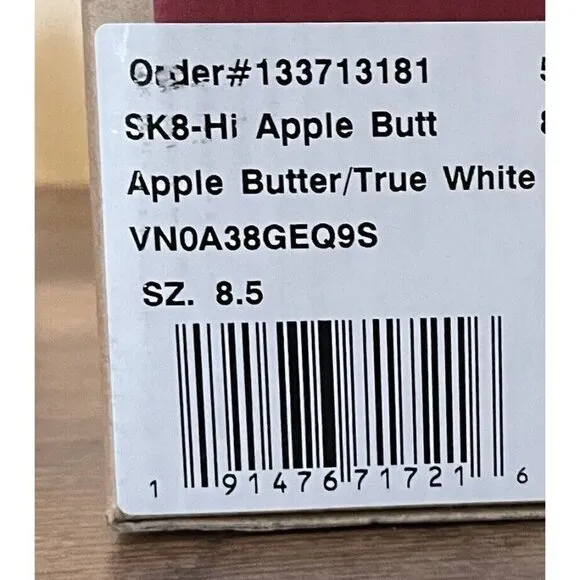 Order#133713181
SK8-Hi Apple Butt
Apple Butter/True White
VN0A38GEQ9S
SZ. 8.5
1 91476 71721 6